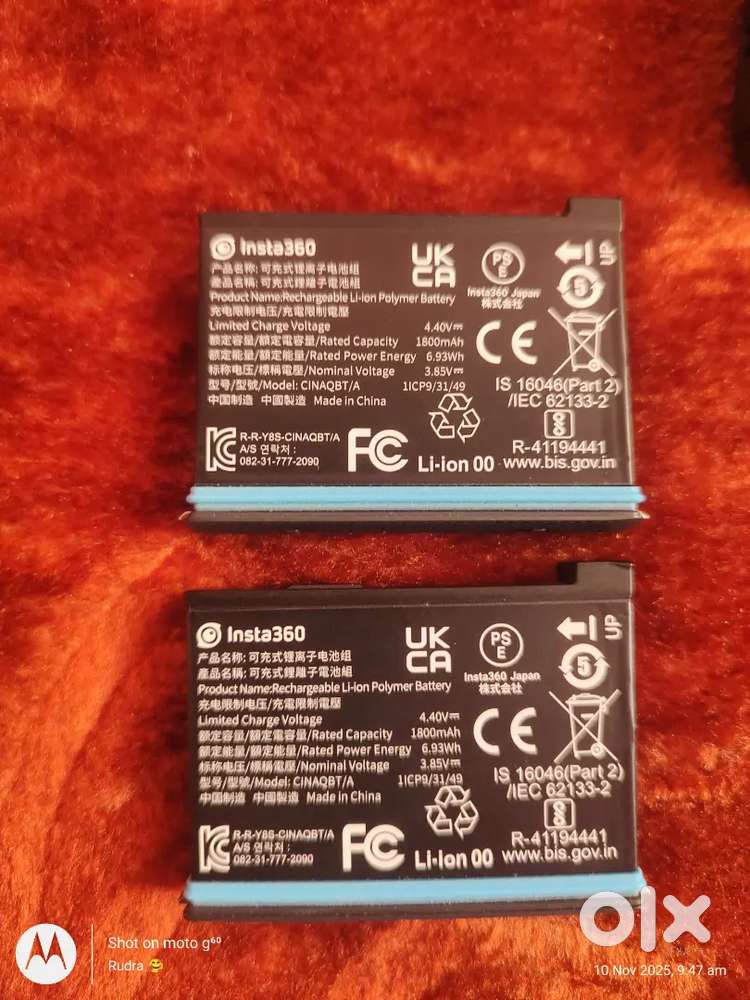 Insta360
产品名称: 可充式锂离子电池组
產品名稱: 可充式鋰離子電池組
Product Name:Rechargeable Li-Ion Polymer Battery
充电限制电压/充電限制電壓
Limited Charge Voltage 4.40V⎓
额定容量/額定電容量/Rated Capacity 1800mAh
额定能量/額定能量/Rated Power Energy 6.93Wh
标称电压/標稱電壓/Nominal Voltage 3.85V⎓
型号/型號/Model: CINAQBT/A 1ICP9/31/49
中国制造 中國製造 Made in China
R-R-Y8S-CINAQBT/A
A/S 연락처 :
082-31-777-2090
FC
Li-ion 00
UK
CA
PS
E
Insta360 Japan
株式会社
UP
5
CE
IS 16046(Part 2)
/IEC 62133-2
R-41194441
www.bis.gov.in
Insta360
产品名称: 可充式锂离子电池组
產品名稱: 可充式鋰離子電池組
Product Name:Rechargeable Li-Ion Polymer Battery
充电限制电压/充電限制電壓
Limited Charge Voltage 4.40V⎓
额定容量/額定電容量/Rated Capacity 1800mAh
额定能量/額定能量/Rated Power Energy 6.93Wh
标称电压/標稱電壓/Nominal Voltage 3.85V⎓
型号/型號/Model: CINAQBT/A 1ICP9/31/49
中国制造 中國製造 Made in China
R-R-Y8S-CINAQBT/A
A/S 연락처 :
082-31-777-2090
FC
Li-ion 00
UK
CA
PS
E
Insta360 Japan
株式会社
UP
5
CE
IS 16046(Part 2)
/IEC 62133-2
R-41194441
www.bis.gov.in
olx
Shot on moto g⁶⁰
Rudra 🥰
10 Nov 2025, 9:47 am